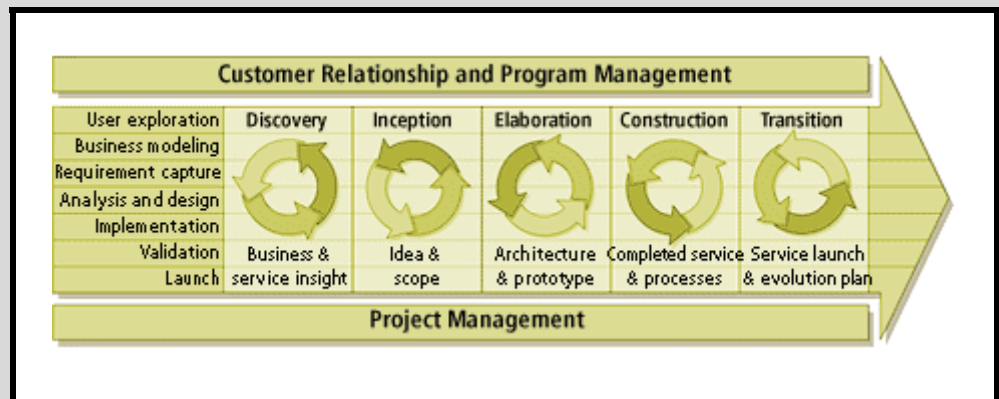 Customer Relationship and Program Management
User exploration
Business modeling
Requirement capture
Analysis and design
Implementation
Validation
Launch
Discovery
Business &
service insight
Inception
Idea &
scope
Elaboration
Architecture
& prototype
Construction
Completed service
& processes
Transition
Service launch
& evolution plan
Project Management